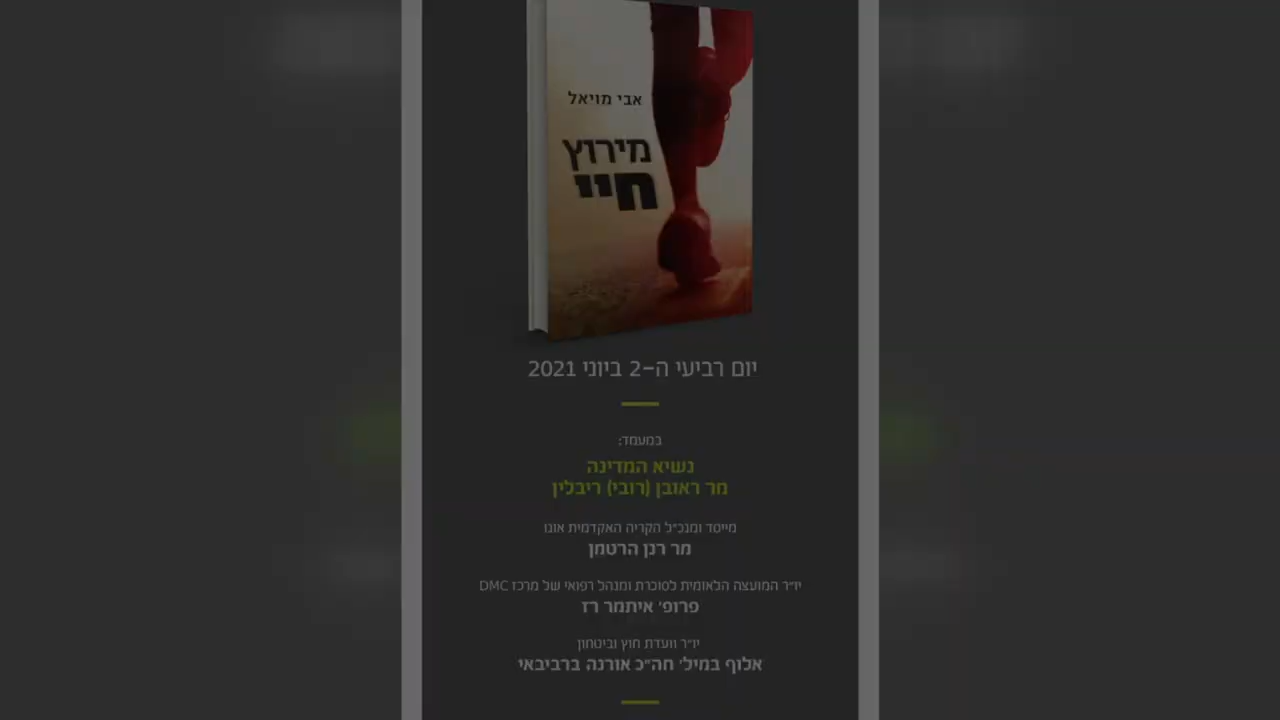 אבי מויאל
מירוץ
חיי
יום רביעי ה-2 ביוני 2021
במעמד:
נשיא המדינה
מר ראובן (רובי) ריבלין
מייסד ומנכ"ל הקריה האקדמית אונו
מר רנן הרטמן
יו"ר המועצה הלאומית לסוכרת ומנהל רפואי של מרכז DMC
פרופ' איתמר רז
יו"ר וועדת חוץ וביטחון
אלוף במיל' חה"כ אורנה ברביבאי